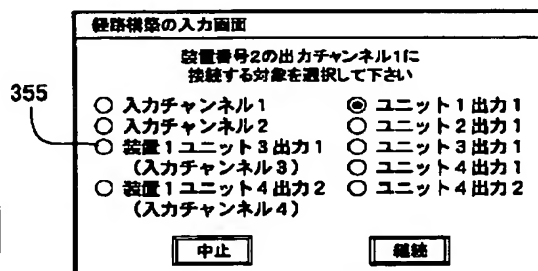 経路構築の入力画面
装置番号2の出力チャンネル1に
接続する対象を選択して下さい
355
入力チャンネル1
入力チャンネル2
装置1ユニット3出力1
(入力チャンネル3)
装置1ユニット4出力2
(入力チャンネル4)
ユニット1出力1
ユニット2出力1
ユニット3出力1
ユニット4出力1
ユニット4出力2
中止
継続